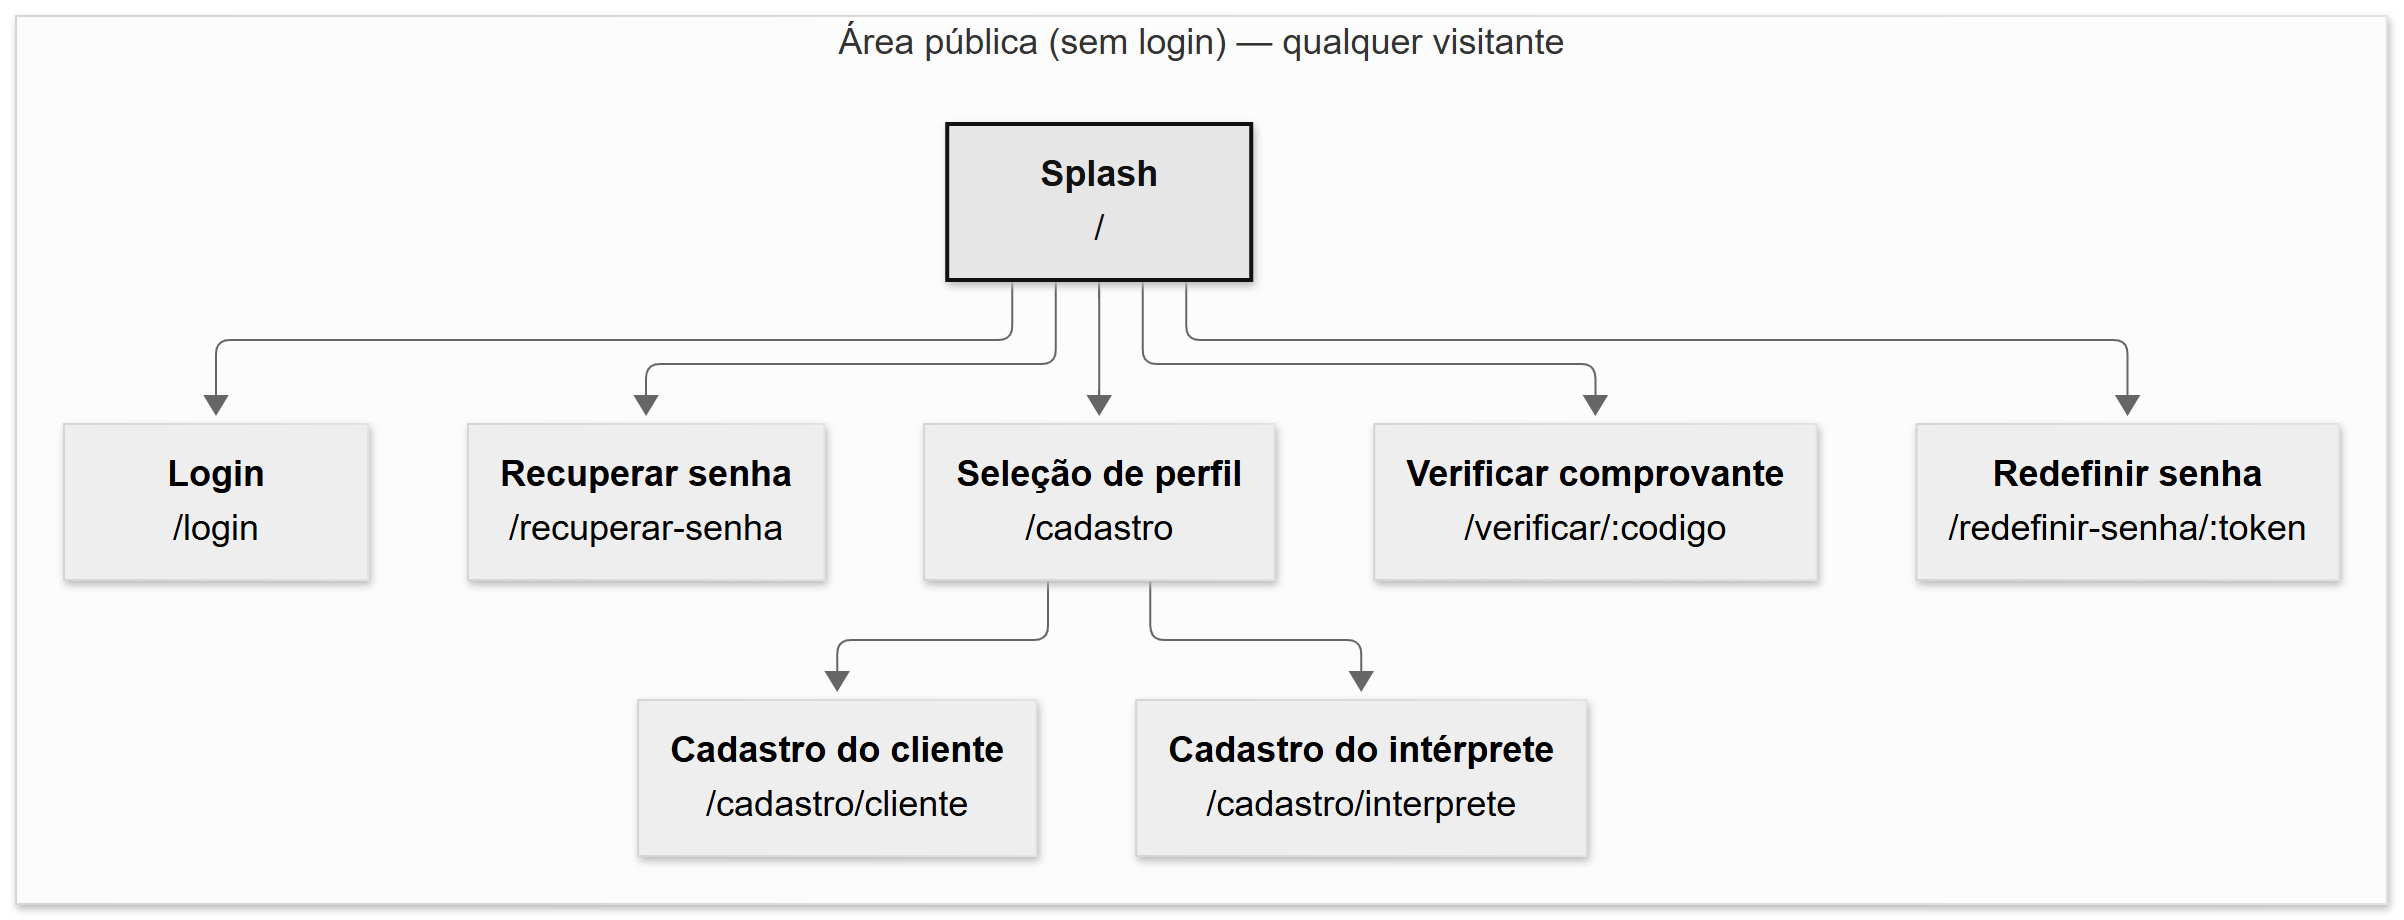 Área pública (sem login) — qualquer visitante
Splash
/
Login
/login
Recuperar senha
/recuperar-senha
Seleção de perfil
/cadastro
Verificar comprovante
/verificar/:codigo
Redefinir senha
/redefinir-senha/:token
Cadastro do cliente
/cadastro/cliente
Cadastro do intérprete
/cadastro/interprete